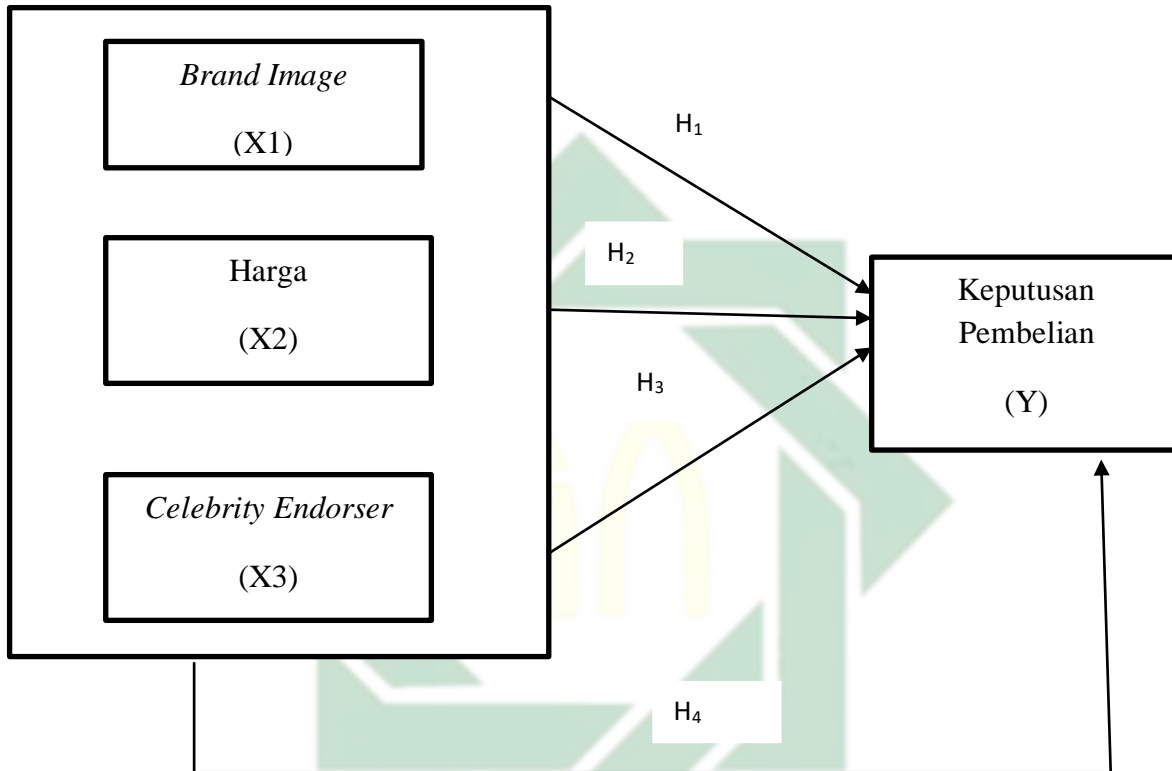 Brand Image
(X1)
H₁
Harga
(X2)
H₂
Keputusan
Pembelian
(Y)
H₃
Celebrity Endorser
(X3)
H₄